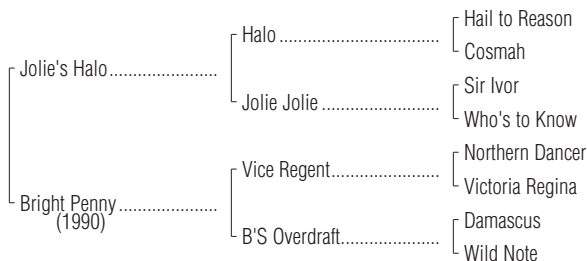 Hail to Reason
Halo
Cosmah
Jolie's Halo
Sir Ivor
Jolie Jolie
Who's to Know
Northern Dancer
Vice Regent
Victoria Regina
Bright Penny
(1990)
Damascus
B'S Overdraft
Wild Note